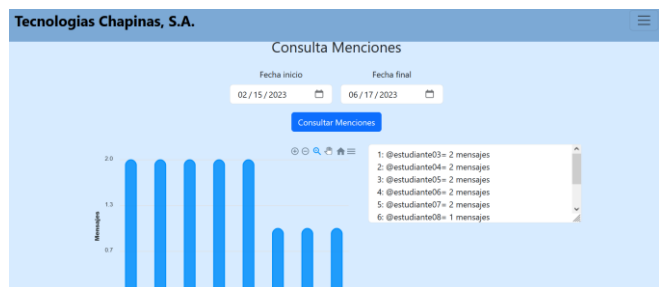 Tecnologias Chapinas, S.A.
Consulta Menciones
Fecha inicio
Fecha final
02/15/2023
06/17/2023
Consultar Menciones
2.0
1.3
0.7
Mensajes
1: @estudiante03= 2 mensajes
2: @estudiante04= 2 mensajes
3: @estudiante05= 2 mensajes
4: @estudiante06= 2 mensajes
5: @estudiante07= 2 mensajes
6: @estudiante08= 1 mensajes